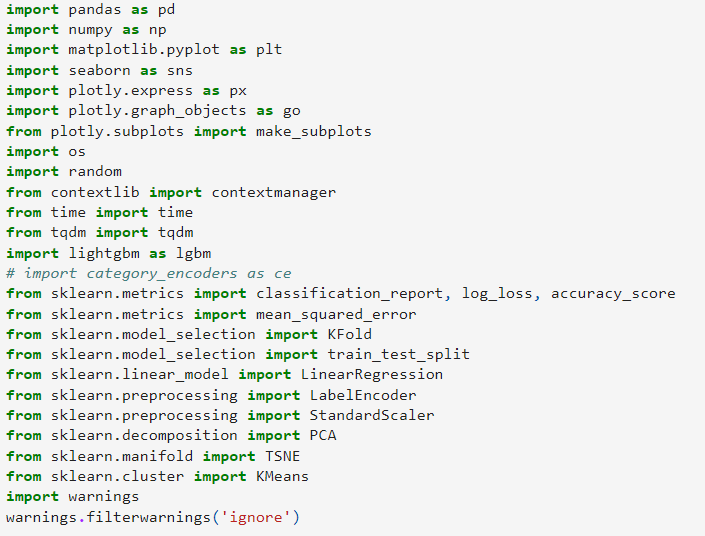 import pandas as pd
import numpy as np
import matplotlib.pyplot as plt
import seaborn as sns
import plotly.express as px
import plotly.graph_objects as go
from plotly.subplots import make_subplots
import os
import random
from contextlib import contextmanager
from time import time
from tqdm import tqdm
import lightgbm as lgbm
# import category_encoders as ce
from sklearn.metrics import classification_report, log_loss, accuracy_score
from sklearn.metrics import mean_squared_error
from sklearn.model_selection import KFold
from sklearn.model_selection import train_test_split
from sklearn.linear_model import LinearRegression
from sklearn.preprocessing import LabelEncoder
from sklearn.preprocessing import StandardScaler
from sklearn.decomposition import PCA
from sklearn.manifold import TSNE
from sklearn.cluster import KMeans
import warnings
warnings.filterwarnings('ignore')